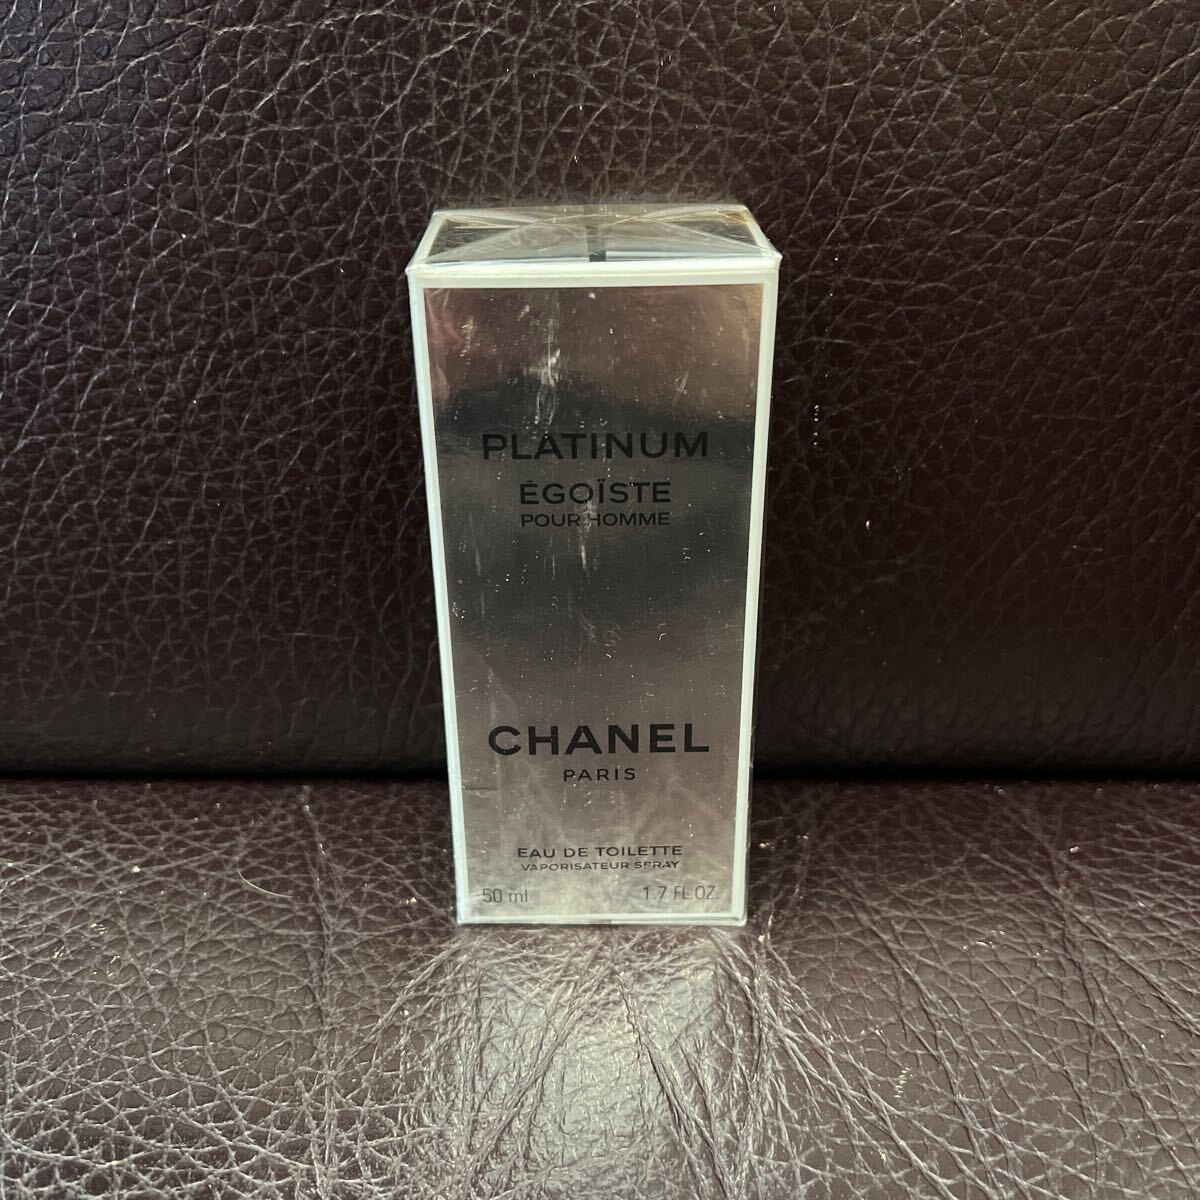 PLATINUM
ÉGOÏSTE
POUR HOMME
CHANEL
PARIS
EAU DE TOILETTE
VAPORISATEUR SPRAY
50 ml 1.7 FL.OZ.